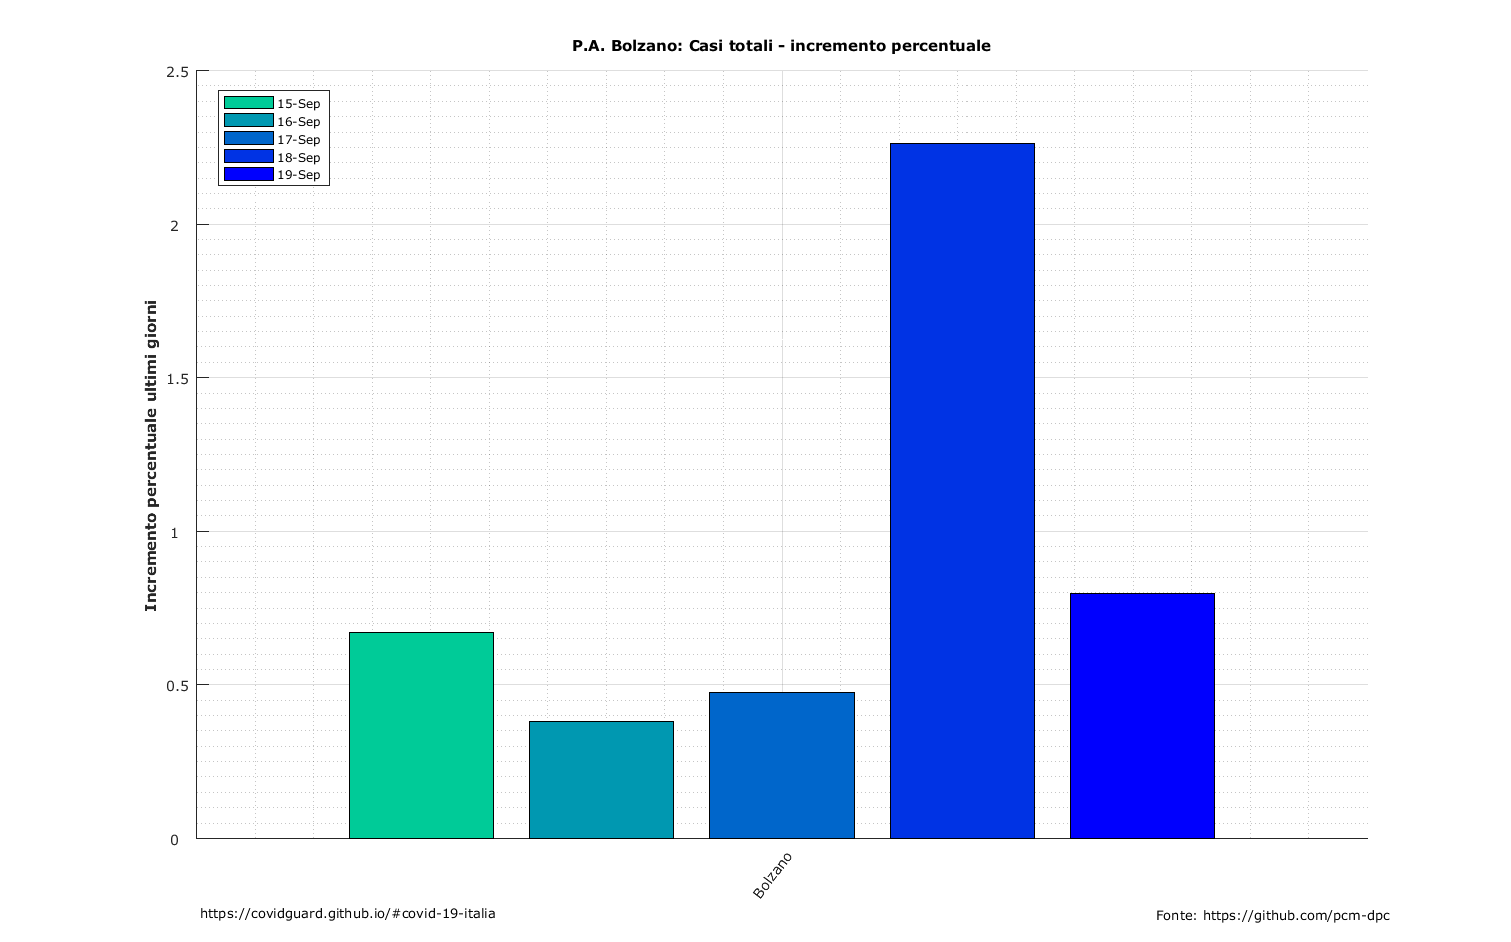 P.A. Bolzano: Casi totali - incremento percentuale
2.5
2
1.5
1
0.5
0
Incremento percentuale ultimi giorni
15-Sep
16-Sep
17-Sep
18-Sep
19-Sep
Bolzano
https://covidguard.github.io/#covid-19-italia
Fonte: https://github.com/pcm-dpc